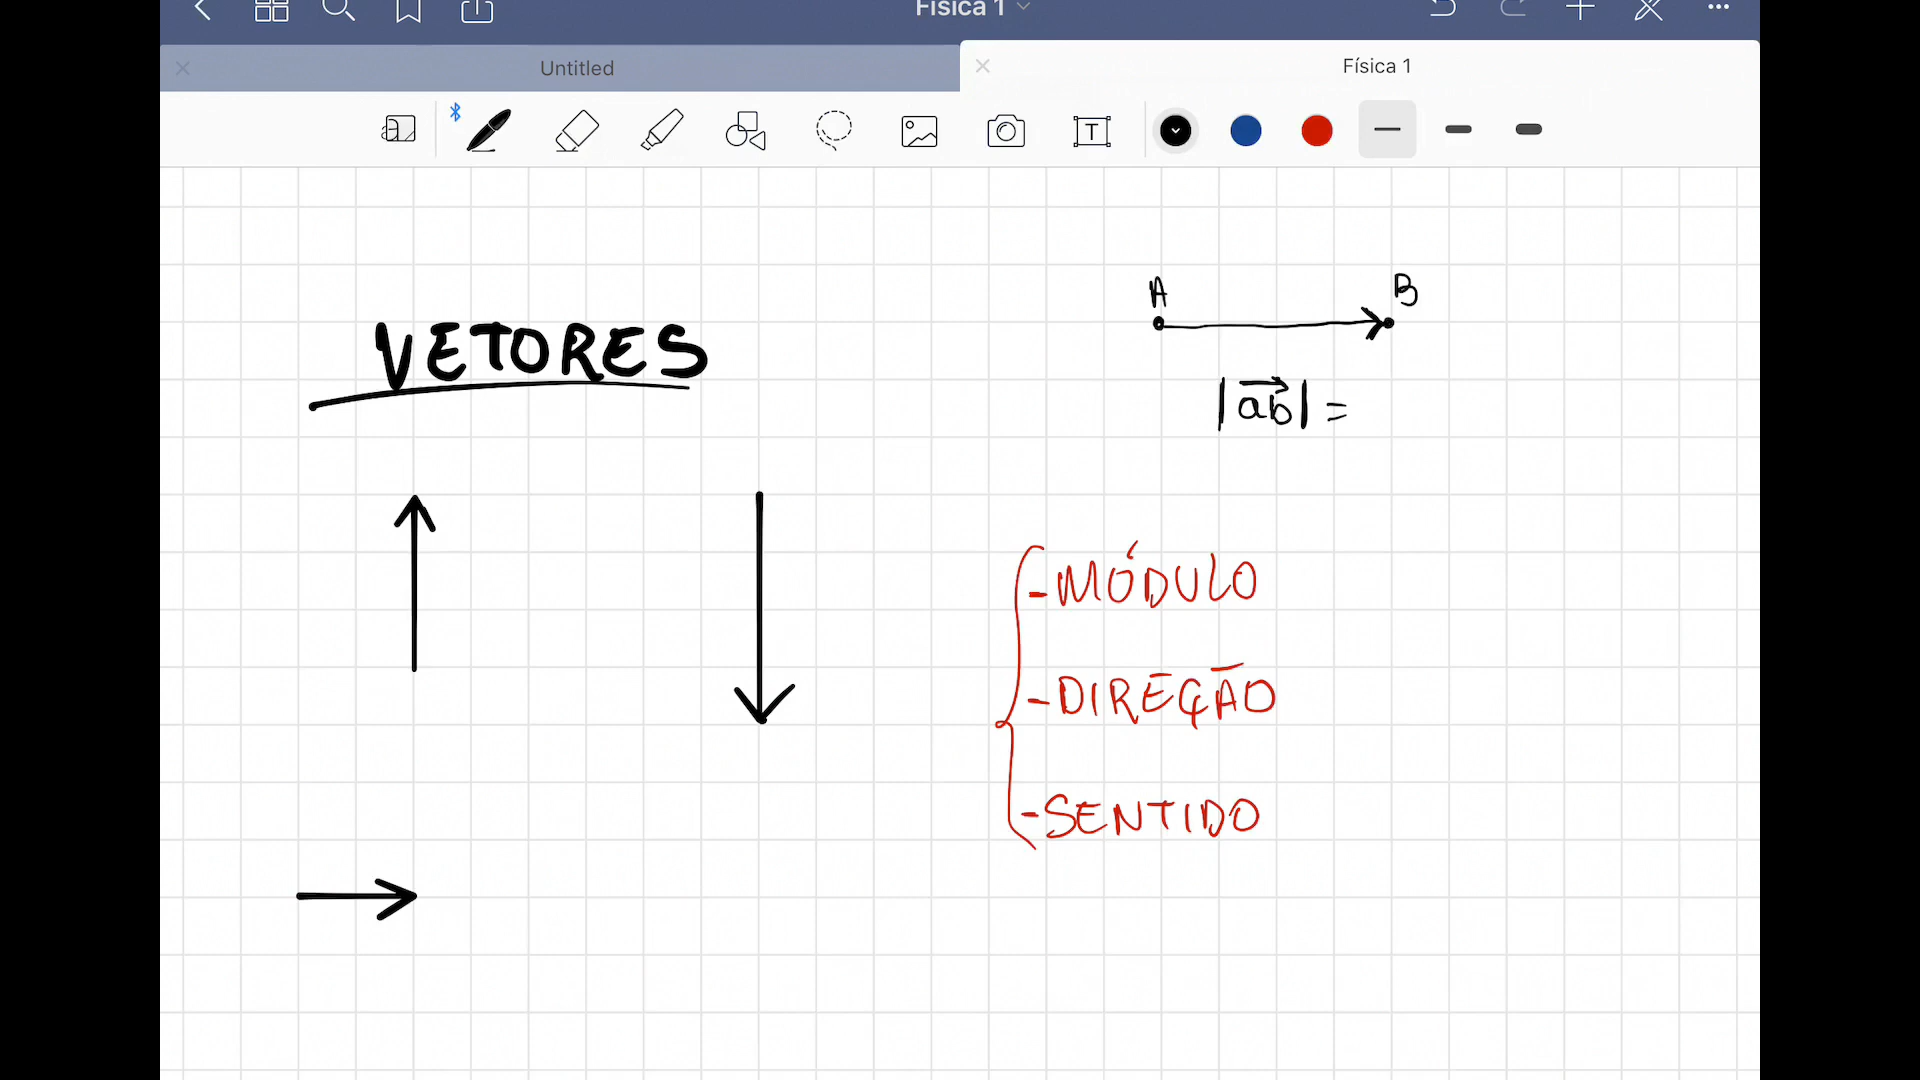 Física 1
Untitled
Física 1
T
A B
VETORES
|ab| =
- MÓDULO
- DIREÇÃO
- SENTIDO